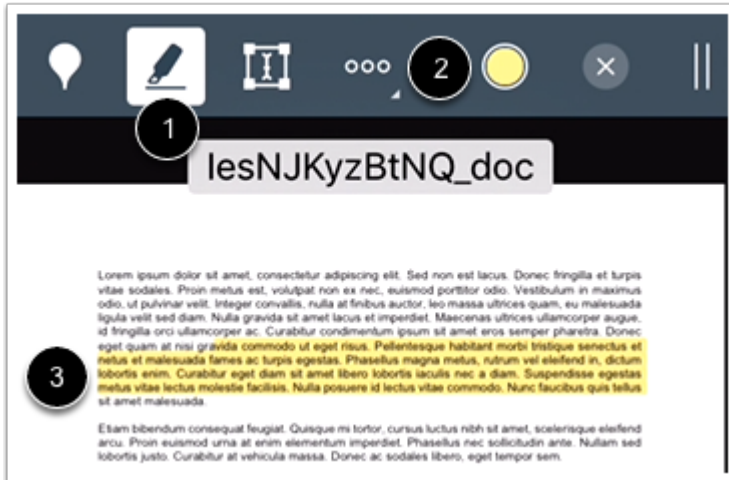 2
1
lesNJKyzBtNQ_doc
Lorem ipsum dolor sit amet, consectetur adipiscing elit. Sed non est lacus. Donec fringilla et turpis
vitae sodales. Proin metus est, volutpat non ex nec, euismod porttitor odio. Vestibulum in maximus
odio, ut pulvinar velit. Integer convallis, nulla at finibus auctor, leo massa ultrices quam, eu malesuada
ligula velit sed diam. Nulla gravida sit amet lacus et imperdiet. Maecenas ultrices ullamcorper augue,
id fringilla orci ullamcorper ac. Curabitur condimentum ipsum sit amet eros semper pharetra. Donec
eget quam at nisi gravida commodo ut eget risus. Pellentesque habitant morbi tristique senectus et
netus et malesuada fames ac turpis egestas. Phasellus magna metus, rutrum vel eleifend in, dictum
3
lobortis enim. Curabitur eget diam sit amet libero lobortis iaculis nec a diam. Suspendisse egestas
metus vitae lectus molestie facilisis. Nulla posuere id lectus vitae commodo. Nunc faucibus quis tellus
sit amet malesuada.
Etiam bibendum consequat feugiat. Quisque mi tortor, cursus luctus nibh sit amet, scelerisque eleifend
arcu. Proin euismod urna at enim elementum imperdiet. Phasellus nec sollicitudin ante. Nullam sed
lobortis justo. Curabitur at vehicula massa. Donec ac sodales libero, eget tempor sem.